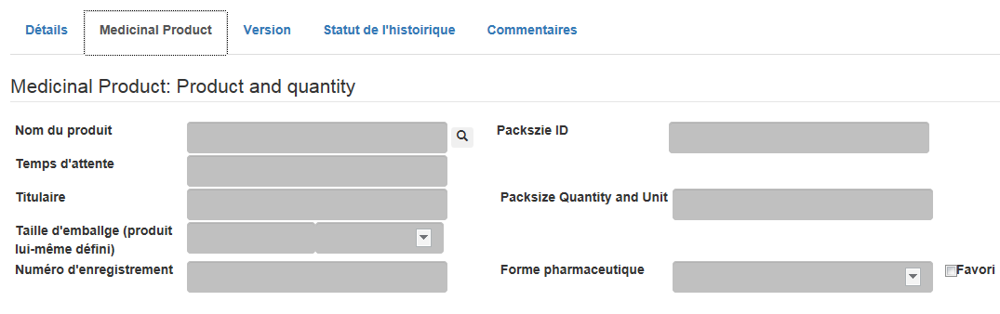 Détails Medicinal Product Version Statut de l'histoirique Commentaires
Medicinal Product: Product and quantity
Nom du produit Packszie ID
Temps d'attente
Titulaire Packsize Quantity and Unit
Taille d'emballge (produit
lui-même défini)
Numéro d'enregistrement Forme pharmaceutique Favori